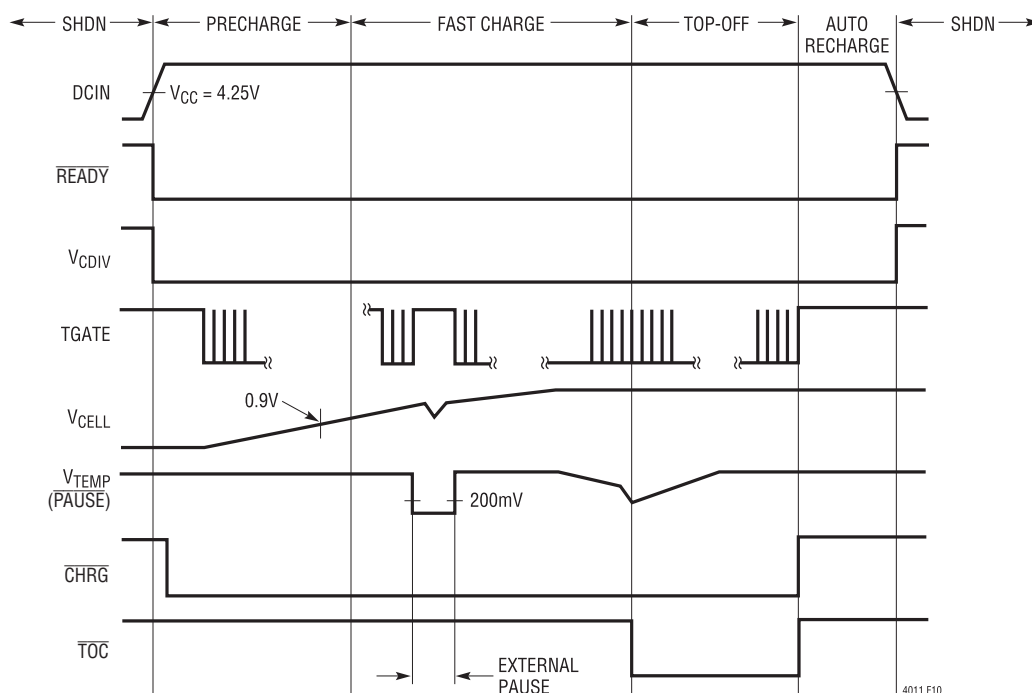 SHDN PRECHARGE FAST CHARGE TOP-OFF AUTO RECHARGE SHDN
DCIN
VCC = 4.25V
READY
VCDIV
TGATE
0.9V
VCELL
VTEMP
(PAUSE)
200mV
CHRG
TOC
EXTERNAL
PAUSE
4011 F10